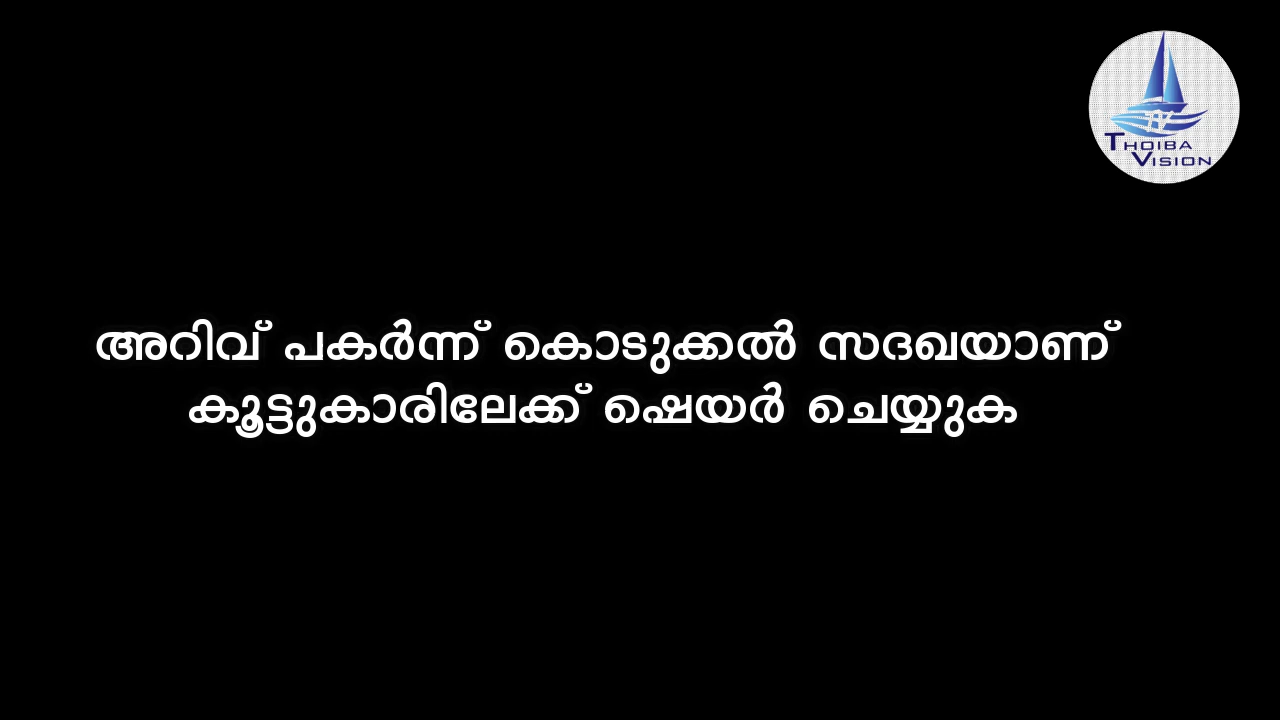 THOIBA
VISION
അറിവ് പകർന്ന് കൊടുക്കൽ സദഖയാണ്
കൂട്ടുകാരിലേക്ക് ഷെയർ ചെയ്യുക